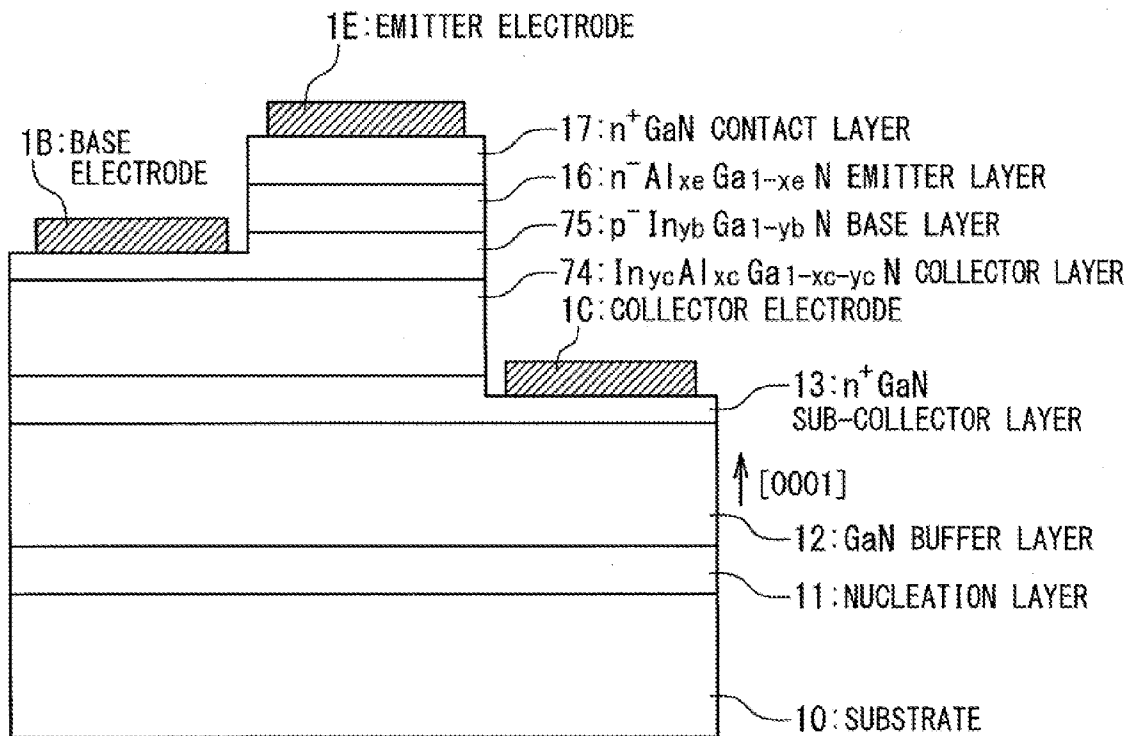 1E:EMITTER ELECTRODE
1B:BASE
ELECTRODE
17:n⁺GaN CONTACT LAYER
16:n⁻AlxeGa1-xeN EMITTER LAYER
75:p⁻InybGa1-ybN BASE LAYER
74:InycAlxcGa1-xc-ycN COLLECTOR LAYER
1C:COLLECTOR ELECTRODE
13:n⁺GaN
SUB-COLLECTOR LAYER
[0001]
12:GaN BUFFER LAYER
11:NUCLEATION LAYER
10:SUBSTRATE